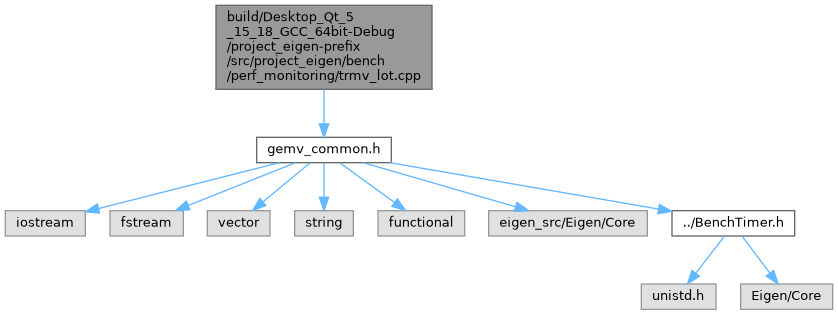 build/Desktop_Qt_5
_15_18_GCC_64bit-Debug
/project_eigen-prefix
/src/project_eigen/bench
/perf_monitoring/trmv_lot.cpp
gemv_common.h
iostream
fstream
vector
string
functional
eigen_src/Eigen/Core
../BenchTimer.h
unistd.h
Eigen/Core